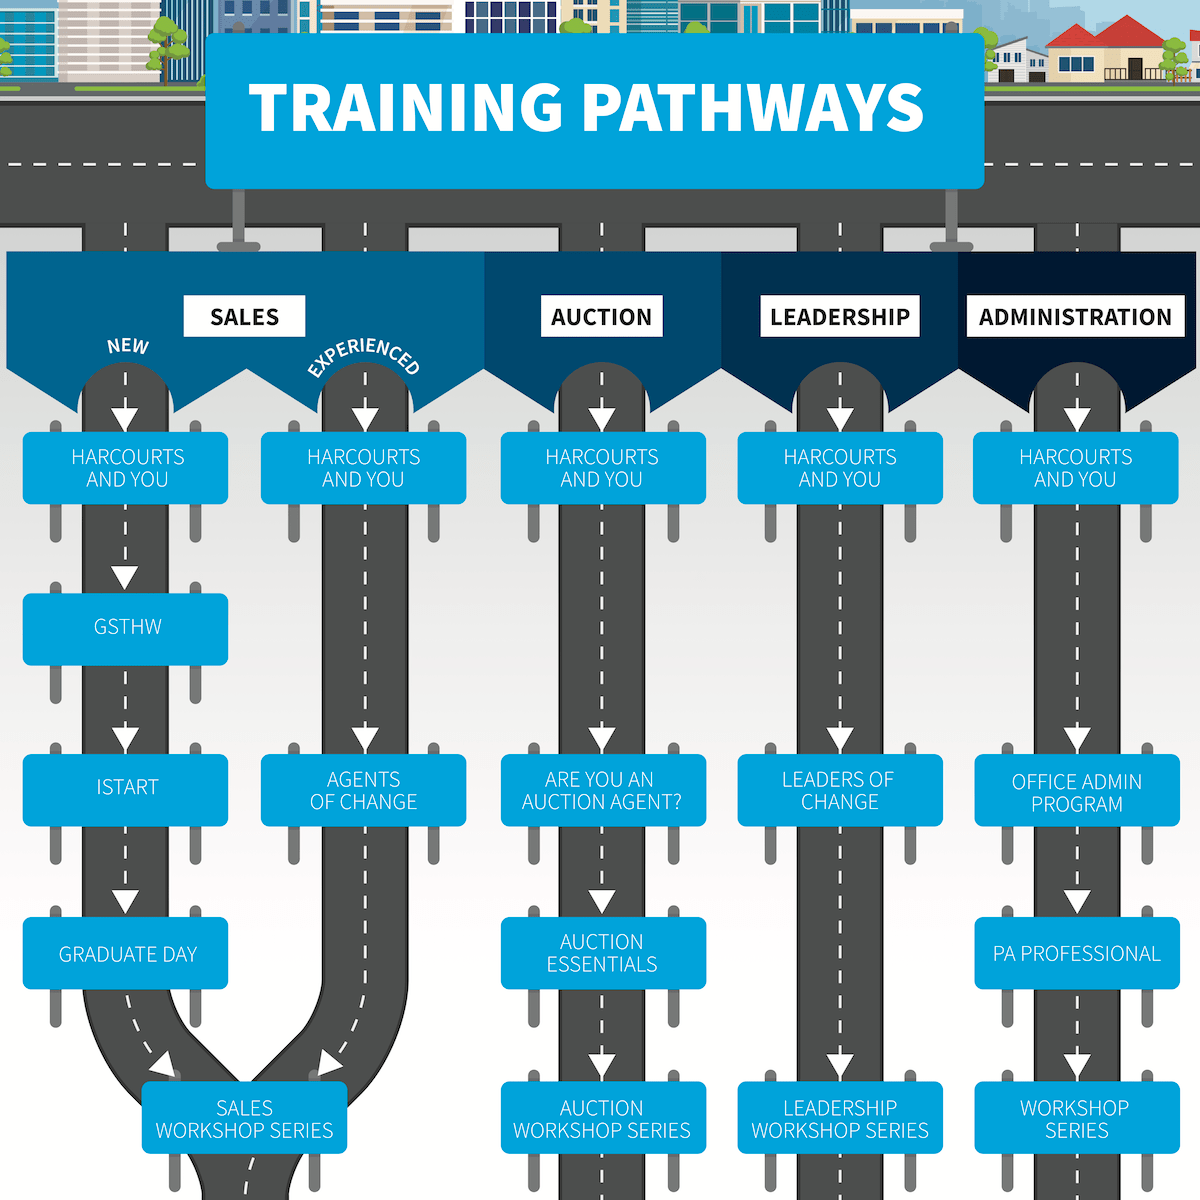 TRAINING PATHWAYS
SALES
AUCTION
LEADERSHIP
ADMINISTRATION
NEW
EXPERIENCED
HARCOURTS
AND YOU
HARCOURTS
AND YOU
HARCOURTS
AND YOU
HARCOURTS
AND YOU
HARCOURTS
AND YOU
GSTHW
ISTART
AGENTS
OF CHANGE
ARE YOU AN
AUCTION AGENT?
LEADERS OF
CHANGE
OFFICE ADMIN
PROGRAM
GRADUATE DAY
AUCTION
ESSENTIALS
PA PROFESSIONAL
SALES
WORKSHOP SERIES
AUCTION
WORKSHOP SERIES
LEADERSHIP
WORKSHOP SERIES
WORKSHOP
SERIES